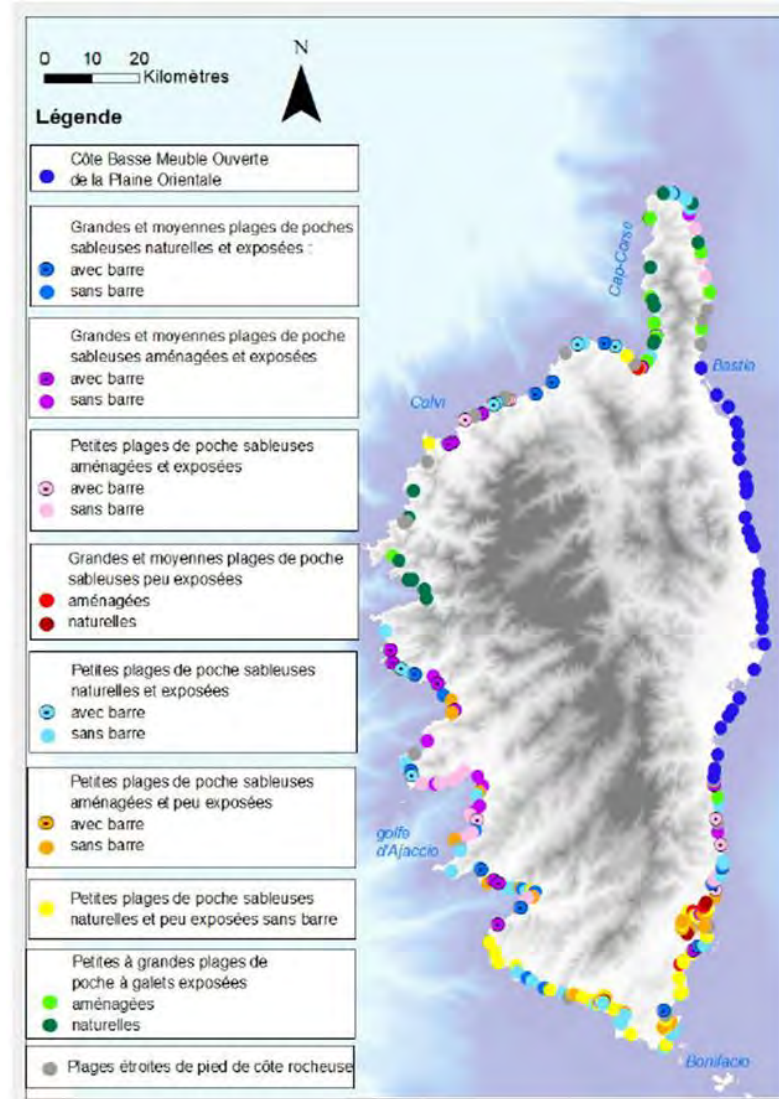 N
0 10 20
Kilomètres
Légende
Côte Basse Meuble Ouverte
de la Plaine Orientale
Grandes et moyennes plages de poches
sableuses naturelles et exposées :
avec barre
sans barre
Grandes et moyennes plages de poche
sableuses aménagées et exposées
avec barre
sans barre
Petites plages de poche sableuses
aménagées et exposées
avec barre
sans barre
Grandes et moyennes plages de poche
sableuses peu exposées
aménagées
naturelles
Petites plages de poche sableuses
naturelles et exposées
avec barre
sans barre
Petites plages de poche sableuses
aménagées et peu exposées
avec barre
sans barre
Petites plages de poche sableuses
naturelles et peu exposées sans barre
Petites à grandes plages de
poche à galets exposées
aménagées
naturelles
Plages étroites de pied de côte rocheuse
Cap-Corse
Bastia
Calvi
golfe
d'Ajaccio
Bonifacio